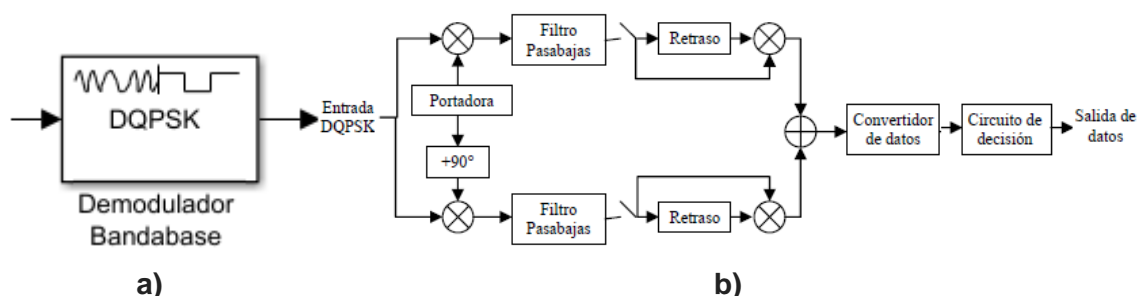 DQPSK
Demodulador
Bandabase
a)
Entrada
DQPSK
Filtro
Pasabajas
Retraso
Portadora
+90°
Filtro
Pasabajas
Retraso
Convertidor
de datos
Circuito de
decisión
Salida de
datos
b)